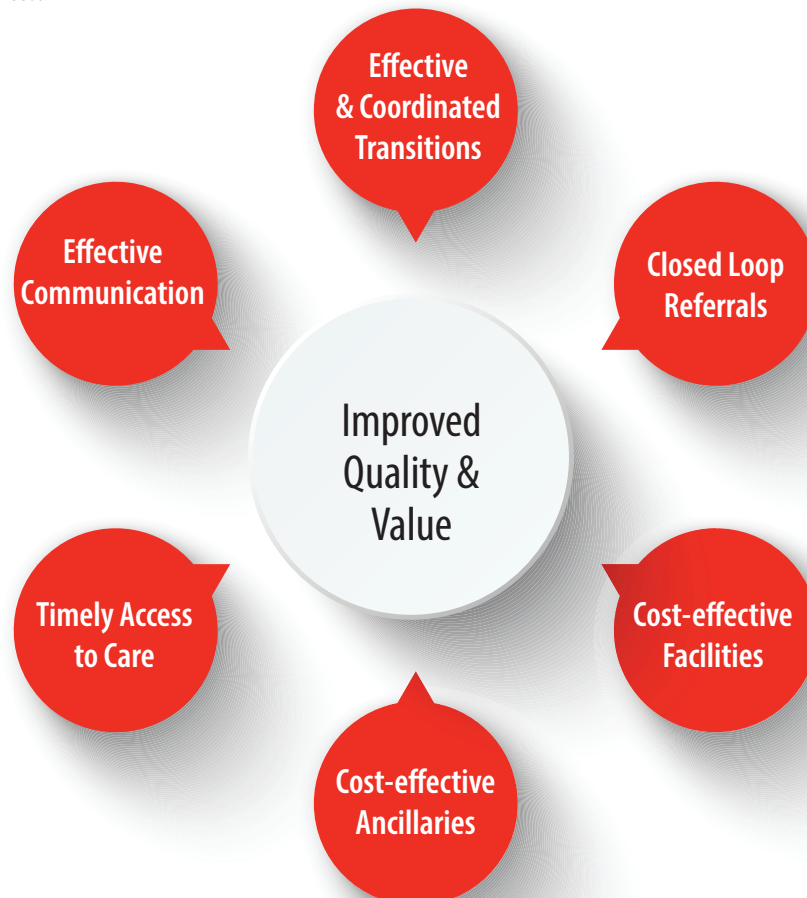 Effective
& Coordinated
Transitions
Effective
Communication
Closed Loop
Referrals
Improved
Quality &
Value
Timely Access
to Care
Cost-effective
Facilities
Cost-effective
Ancillaries